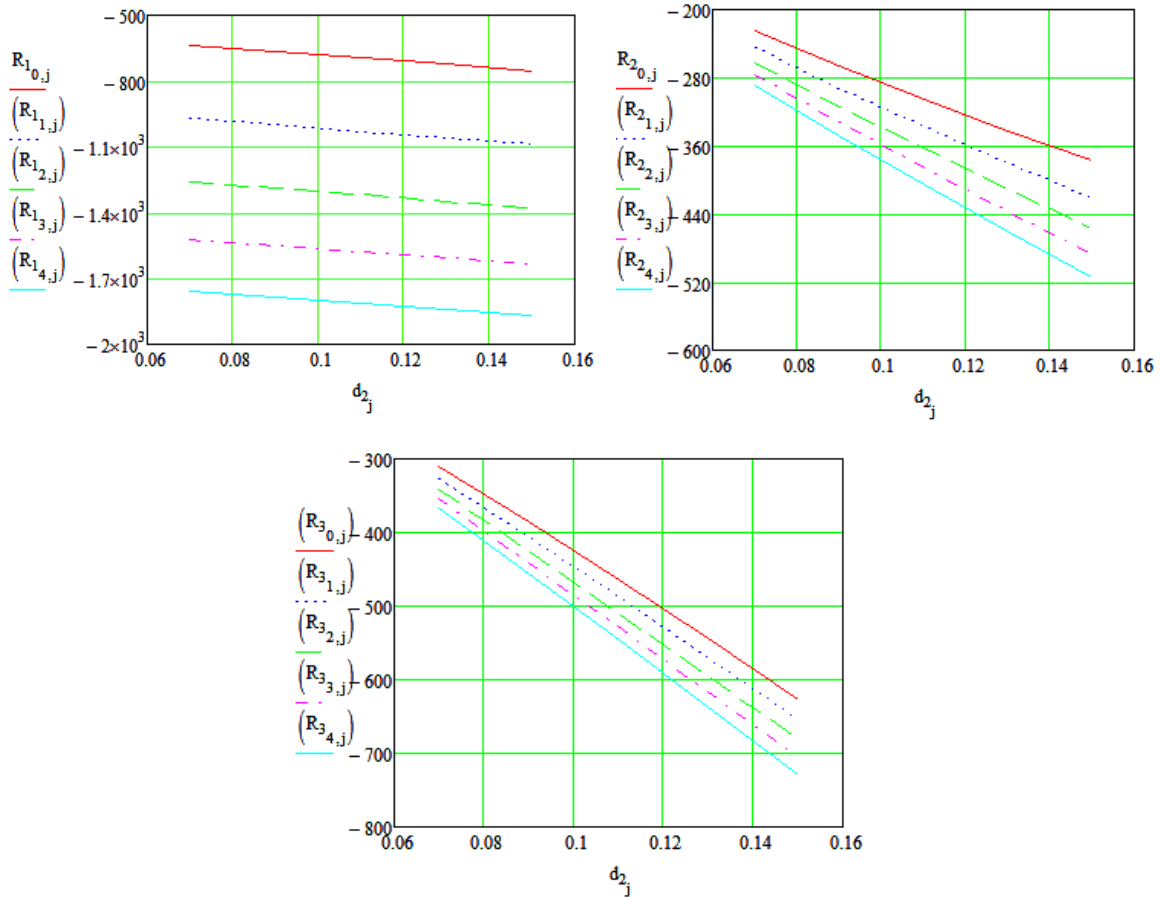 −500
−800
−1.1×10³
−1.4×10³
−1.7×10³
−2×10³
R₁₀,ⱼ
(R₁₁,ⱼ)
(R₁₂,ⱼ)
(R₁₃,ⱼ)
(R₁₄,ⱼ)
0.06 0.08 0.1 0.12 0.14 0.16
d₂ⱼ
−200
−280
−360
−440
−520
−600
R₂₀,ⱼ
(R₂₁,ⱼ)
(R₂₂,ⱼ)
(R₂₃,ⱼ)
(R₂₄,ⱼ)
0.06 0.08 0.1 0.12 0.14 0.16
d₂ⱼ
−300
−400
−500
−600
−700
−800
(R₃₀,ⱼ)
(R₃₁,ⱼ)
(R₃₂,ⱼ)
(R₃₃,ⱼ)
(R₃₄,ⱼ)
0.06 0.08 0.1 0.12 0.14 0.16
d₂ⱼ